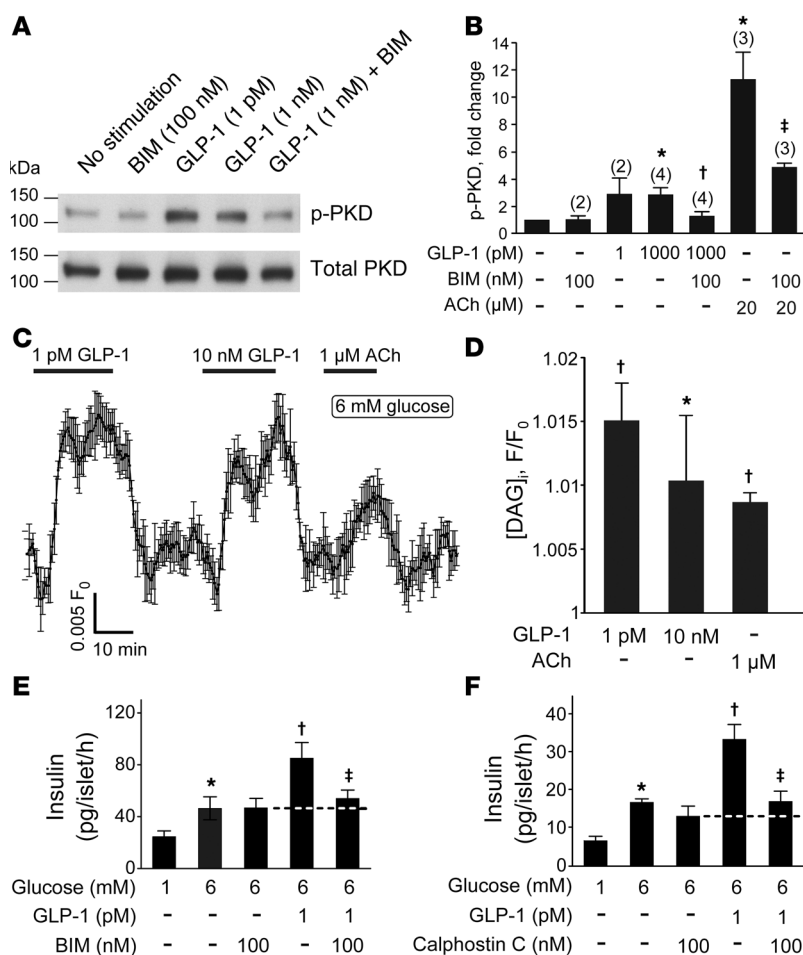 A
No stimulation
BIM (100 nM)
GLP-1 (1 pM)
GLP-1 (1 nM)
GLP-1 (1 nM) + BIM
kDa
150
100
p-PKD
150
100
Total PKD
B
p-PKD, fold change
14
12
10
8
6
4
2
0
(2)
(2)
*
(4)
†
(4)
*
(3)
‡
(3)
GLP-1 (pM) – – 1 1000 1000 – –
BIM (nM) – 100 – – 100 – 100
ACh (µM) – – – – – 20 20
C
1 pM GLP-1
10 nM GLP-1
1 µM ACh
6 mM glucose
0.005 F0
10 min
D
[DAG]i, F/F0
1.02
1.015
1.01
1.005
1
† * †
GLP-1 1 pM 10 nM –
ACh – – 1 µM
E
Insulin
(pg/islet/h)
120
80
40
0
* † ‡
Glucose (mM) 1 6 6 6 6
GLP-1 (pM) – – – 1 1
BIM (nM) – – 100 – 100
F
Insulin
(pg/islet/h)
40
30
20
10
0
* † ‡
Glucose (mM) 1 6 6 6 6
GLP-1 (pM) – – – 1 1
Calphostin C (nM) – – 100 – 100